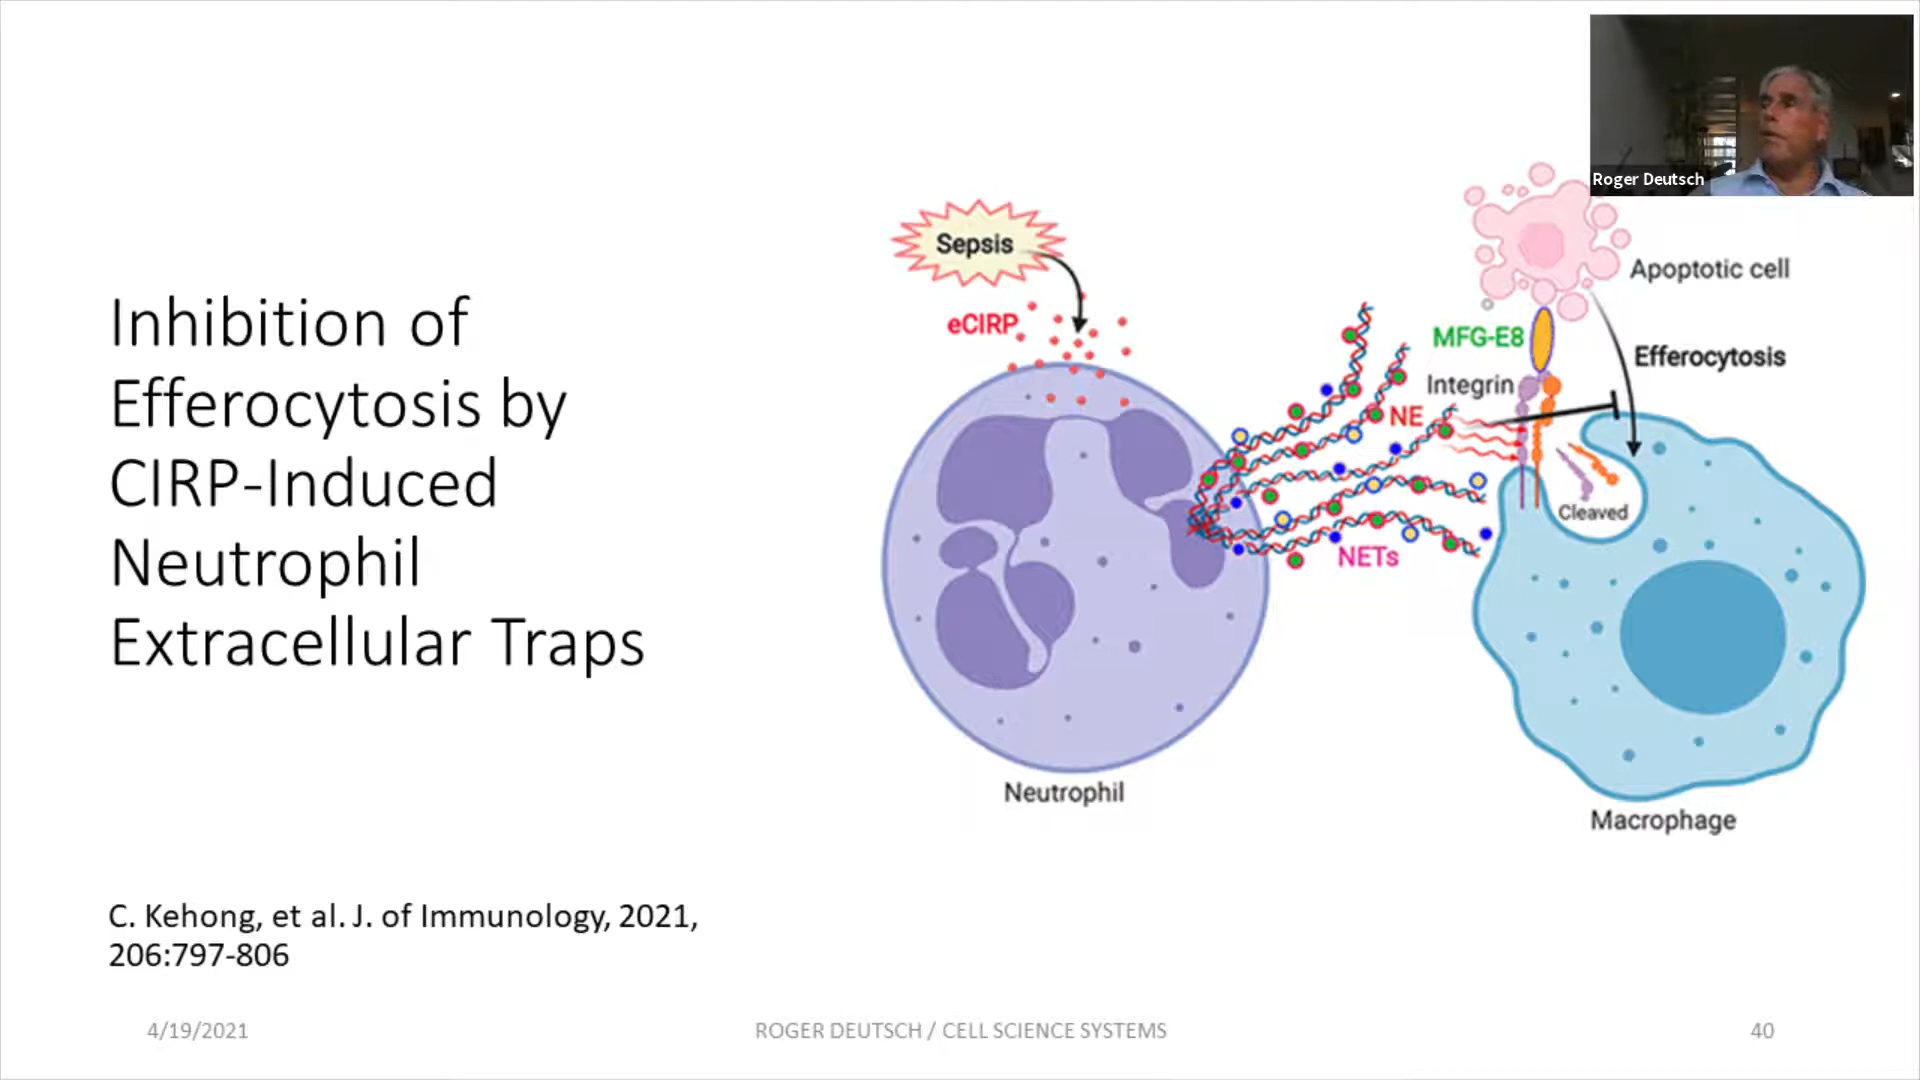 Roger Deutsch
Inhibition of
Efferocytosis by
CIRP-Induced
Neutrophil
Extracellular Traps
Sepsis
eCIRP
Apoptotic cell
MFG-E8
Efferocytosis
Integrin
NE
Cleaved
NETs
Neutrophil
Macrophage
C. Kehong, et al. J. of Immunology, 2021,
206:797-806
4/19/2021
ROGER DEUTSCH / CELL SCIENCE SYSTEMS
40